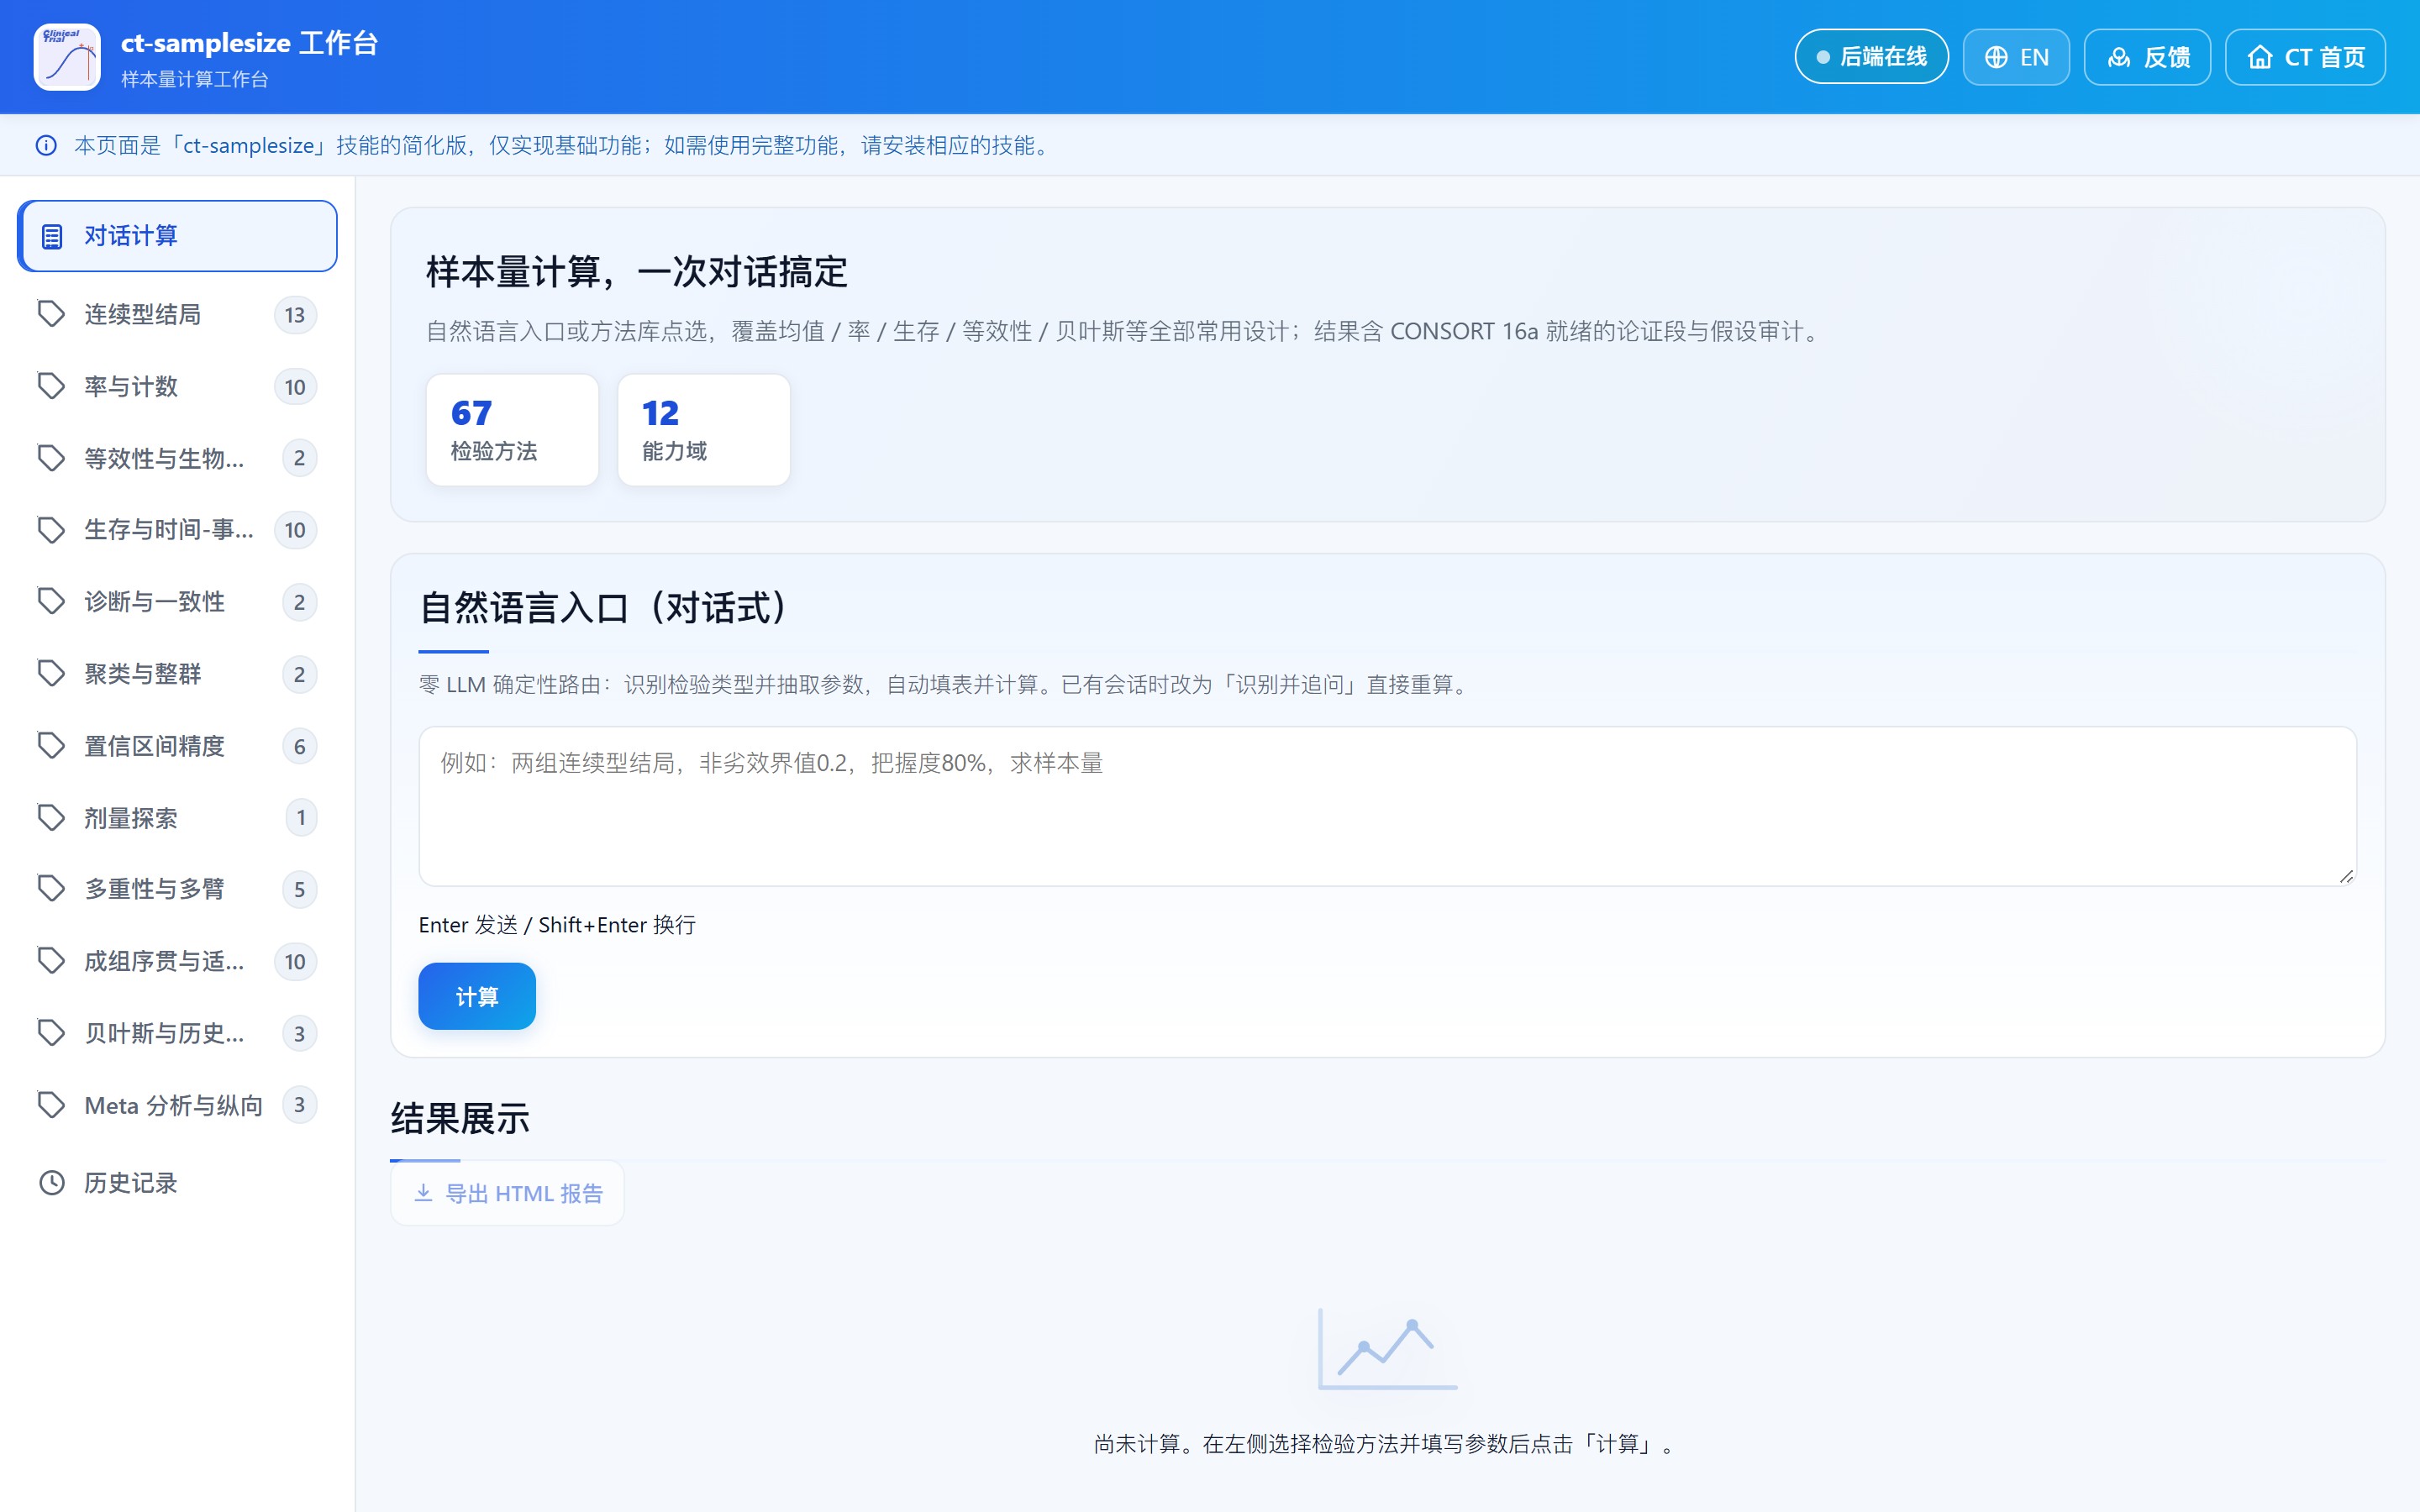 Clinical
Trial
ct-samplesize 工作台
样本量计算工作台
后端在线
EN
反馈
CT 首页
本页面是「ct-samplesize」技能的简化版，仅实现基础功能；如需使用完整功能，请安装相应的技能。
对话计算
连续型结局 13
率与计数 10
等效性与生物... 2
生存与时间-事... 10
诊断与一致性 2
聚类与整群 2
置信区间精度 6
剂量探索 1
多重性与多臂 5
成组序贯与适... 10
贝叶斯与历史... 3
Meta 分析与纵向 3
历史记录
样本量计算，一次对话搞定
自然语言入口或方法库点选，覆盖均值 / 率 / 生存 / 等效性 / 贝叶斯等全部常用设计；结果含 CONSORT 16a 就绪的论证段与假设审计。
67
检验方法
12
能力域
自然语言入口（对话式）
零 LLM 确定性路由：识别检验类型并抽取参数，自动填表并计算。已有会话时改为「识别并追问」直接重算。
例如：两组连续型结局，非劣效界值0.2，把握度80%，求样本量
Enter 发送 / Shift+Enter 换行
计算
结果展示
导出 HTML 报告
尚未计算。在左侧选择检验方法并填写参数后点击「计算」。